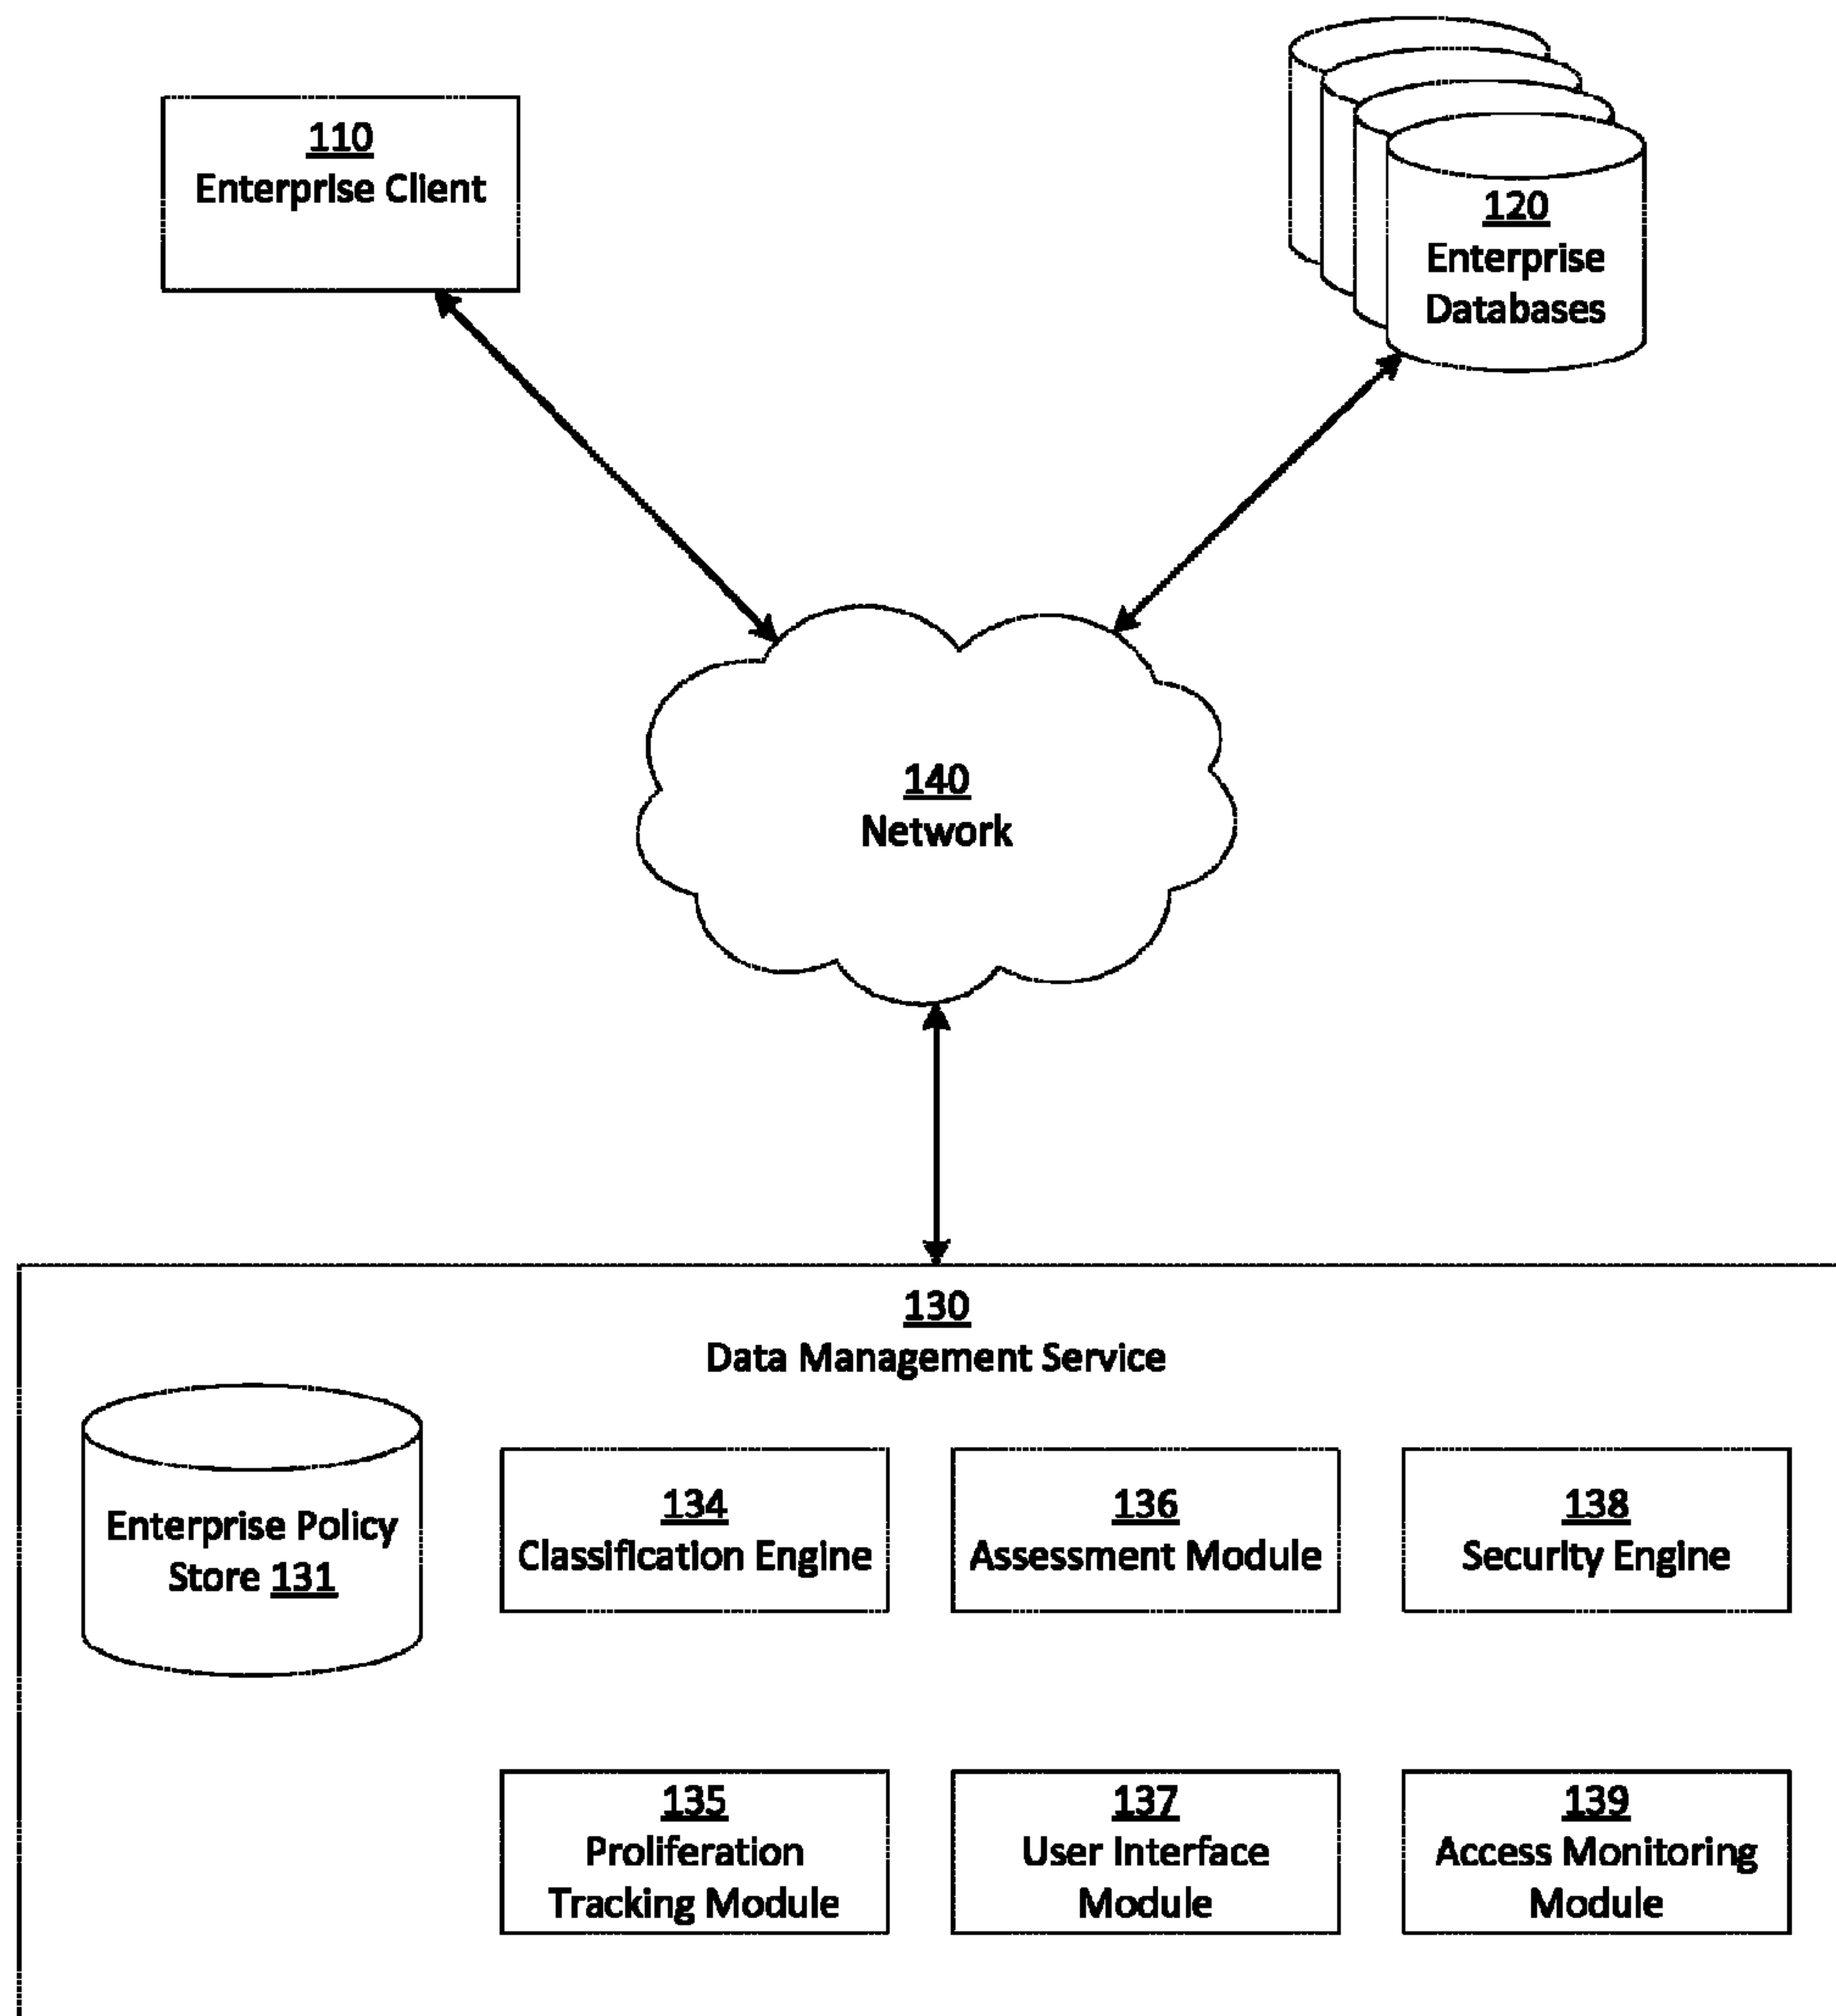 110
Enterprise Client
120
Enterprise
Databases
140
Network
130
Data Management Service
Enterprise Policy
Store 131
134
Classification Engine
136
Assessment Module
138
Security Engine
135
Proliferation
Tracking Module
137
User Interface
Module
139
Access Monitoring
Module